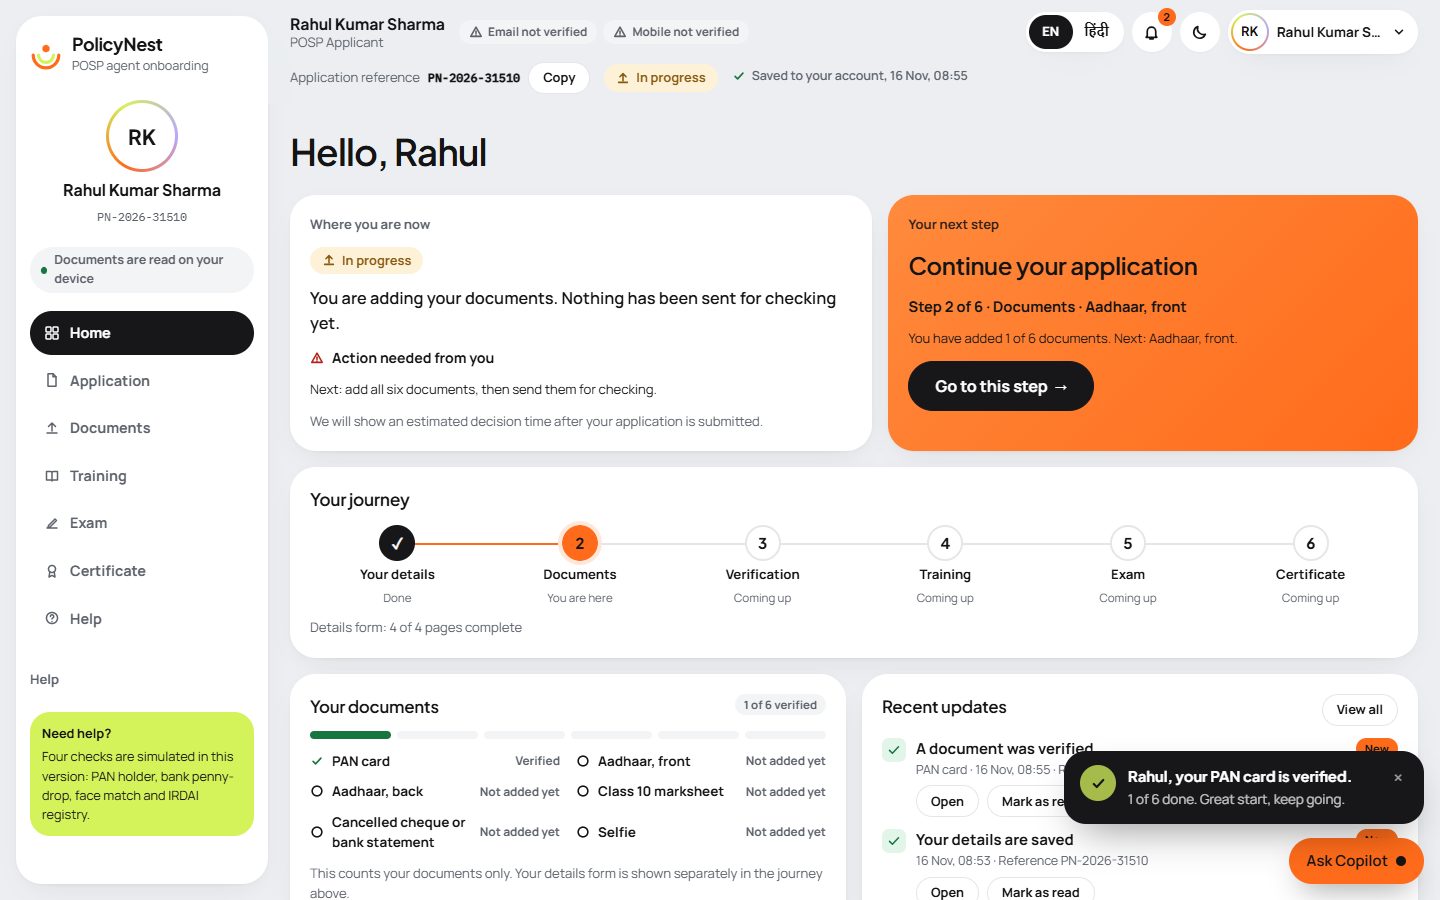 PolicyNest
POSP agent onboarding
RK
Rahul Kumar Sharma
PN-2026-31510
Documents are read on your
device
Home
Application
Documents
Training
Exam
Certificate
Help
Help
Need help?
Four checks are simulated in this
version: PAN holder, bank penny-
drop, face match and IRDAI
registry.
Rahul Kumar Sharma
POSP Applicant
Email not verified
Mobile not verified
EN
हिंदी
2
RK
Rahul Kumar S...
Application reference PN-2026-31510
Copy
In progress
Saved to your account, 16 Nov, 08:55
Hello, Rahul
Where you are now
In progress
You are adding your documents. Nothing has been sent for checking
yet.
Action needed from you
Next: add all six documents, then send them for checking.
We will show an estimated decision time after your application is submitted.
Your next step
Continue your application
Step 2 of 6 · Documents · Aadhaar, front
You have added 1 of 6 documents. Next: Aadhaar, front.
Go to this step →
Your journey
2
3
4
5
6
Your details
Documents
Verification
Training
Exam
Certificate
Done
You are here
Coming up
Coming up
Coming up
Coming up
Details form: 4 of 4 pages complete
Your documents
1 of 6 verified
PAN card
Verified
Aadhaar, front
Not added yet
Aadhaar, back
Not added yet
Class 10 marksheet
Not added yet
Cancelled cheque or
bank statement
Not added yet
Selfie
Not added yet
This counts your documents only. Your details form is shown separately in the journey
above.
Recent updates
View all
A document was verified
New
PAN card · 16 Nov, 08:55 ·
Open
Mark as re
Rahul, your PAN card is verified.
×
1 of 6 done. Great start, keep going.
Your details are saved
16 Nov, 08:53 · Reference PN-2026-31510
Open
Mark as read
Ask Copilot